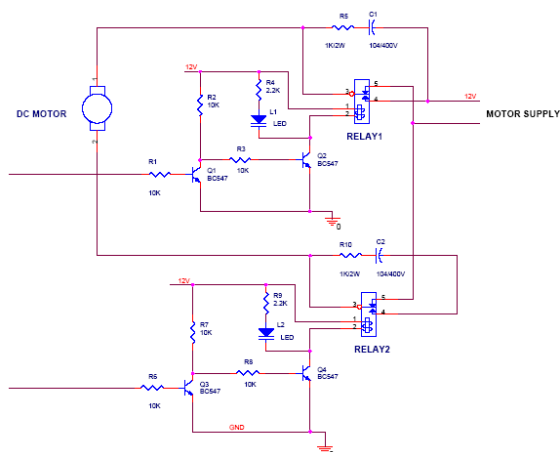 R5 C1
1K/2W 104/400V
1
12V
R4
2.2K
R2
10K
3 5
4
1
2
12V
DC MOTOR
L1
LED
MOTOR SUPPLY
RELAY1
2
R1
R3
Q2
BC547
Q1
BC547
10K
10K
0
R10 C2
1K/2W 104/400V
12V
R9
2.2K
3 5
4
1
2
R7
10K
L2
LED
RELAY2
R6
R8
Q4
BC547
Q3
BC547
10K
10K
GND